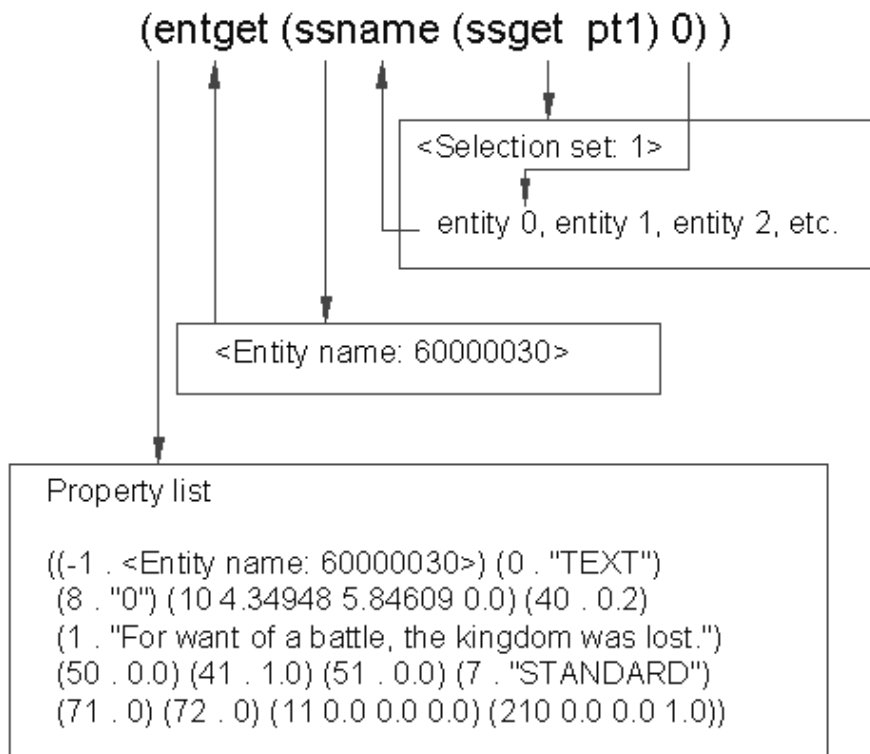 (entget (ssname (ssget pt1) 0) )
<Selection set: 1>
entity 0, entity 1, entity 2, etc.
<Entity name: 60000030>
Property list
((-1 . <Entity name: 60000030>) (0 . "TEXT")
(8 . "0") (10 4.34948 5.84609 0.0) (40 . 0.2)
(1 . "For want of a battle, the kingdom was lost.")
(50 . 0.0) (41 . 1.0) (51 . 0.0) (7 . "STANDARD")
(71 . 0) (72 . 0) (11 0.0 0.0 0.0) (210 0.0 0.0 1.0))